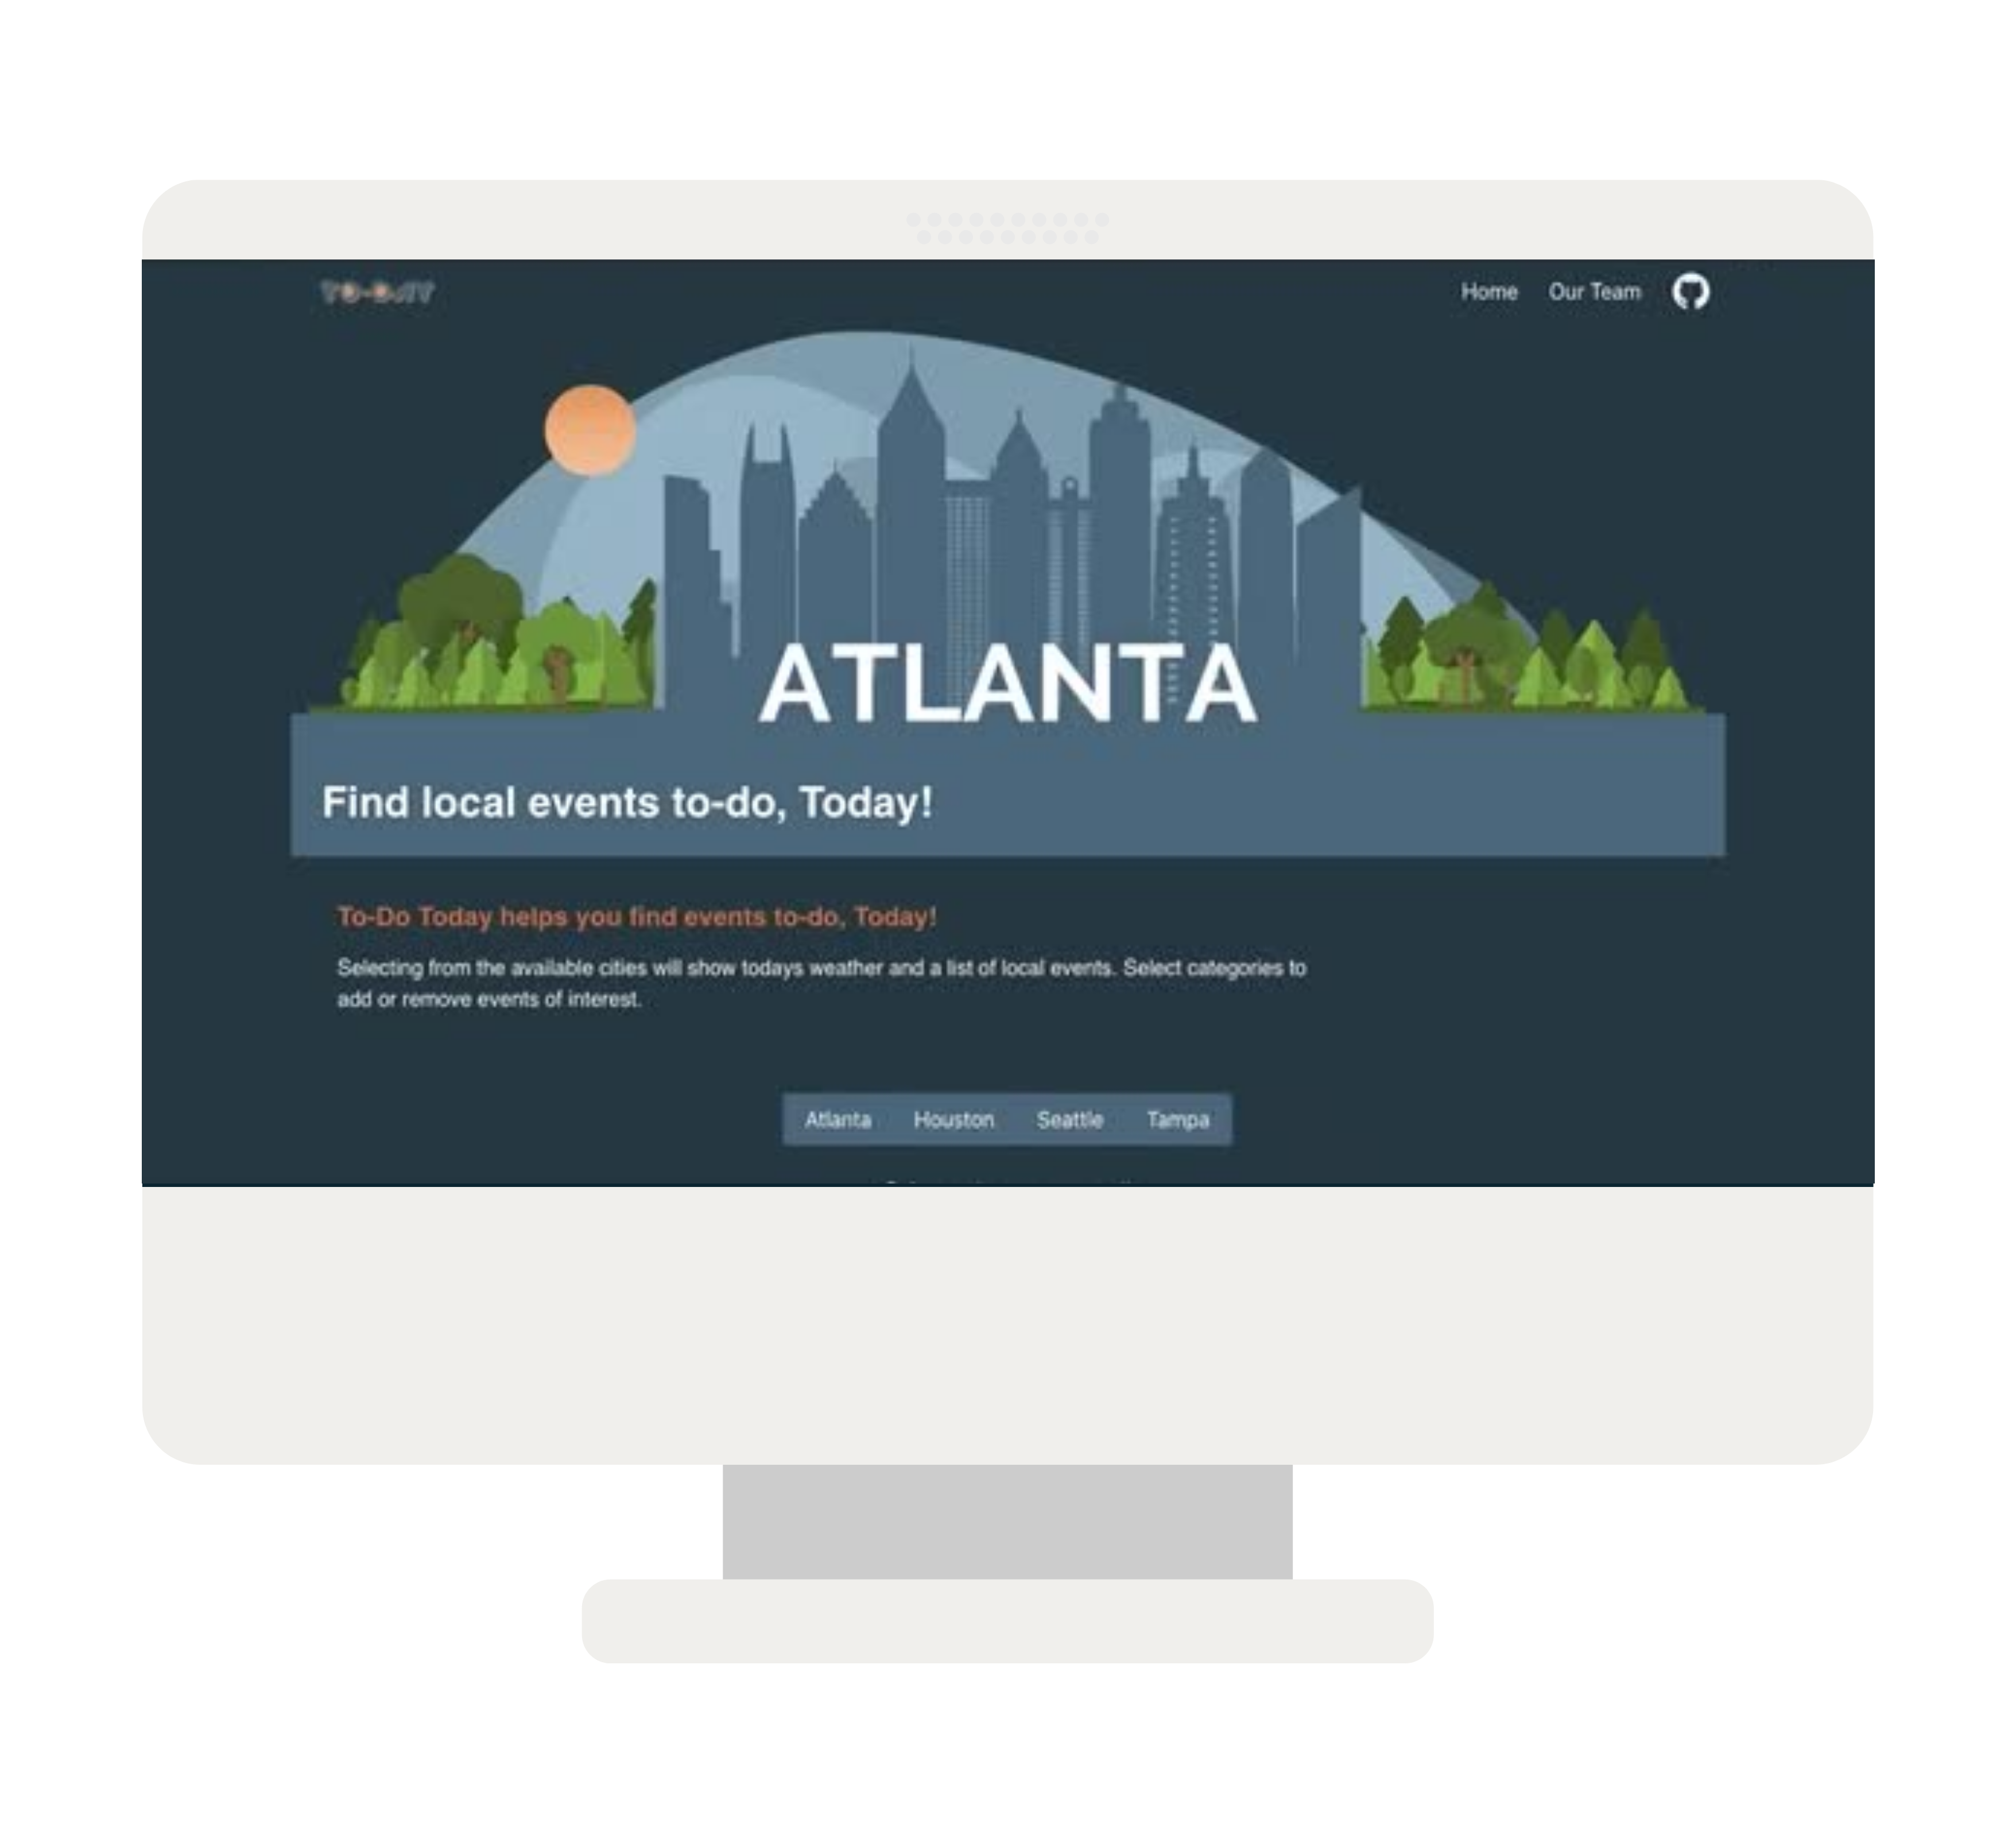 TO-DAY
Home Our Team
ATLANTA
Find local events to-do, Today!
To-Do Today helps you find events to-do, Today!
Selecting from the available cities will show todays weather and a list of local events. Select categories to
add or remove events of interest.
Atlanta Houston Seattle Tampa